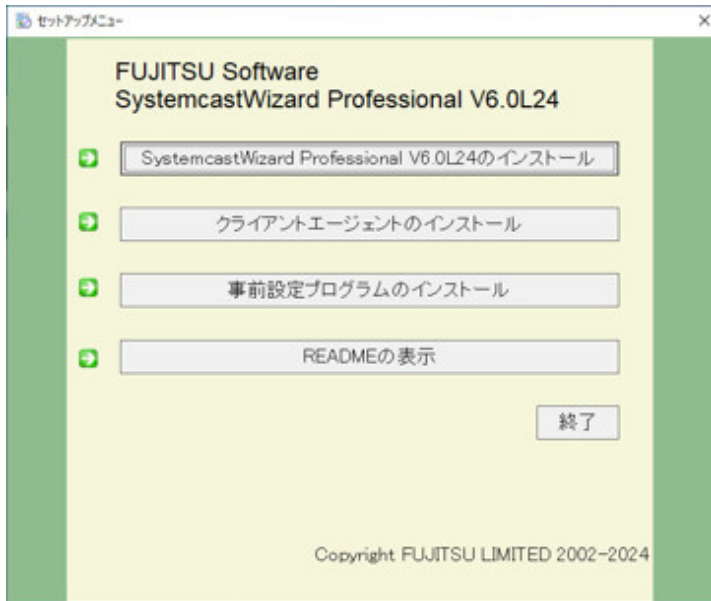 セットアップメニュー
FUJITSU Software
SystemcastWizard Professional V6.0L24
SystemcastWizard Professional V6.0L24のインストール
クライアントエージェントのインストール
事前設定プログラムのインストール
READMEの表示
終了
Copyright FUJITSU LIMITED 2002-2024